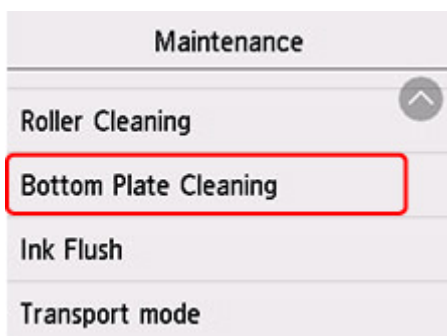 Maintenance
Roller Cleaning
Bottom Plate Cleaning
Ink Flush
Transport mode